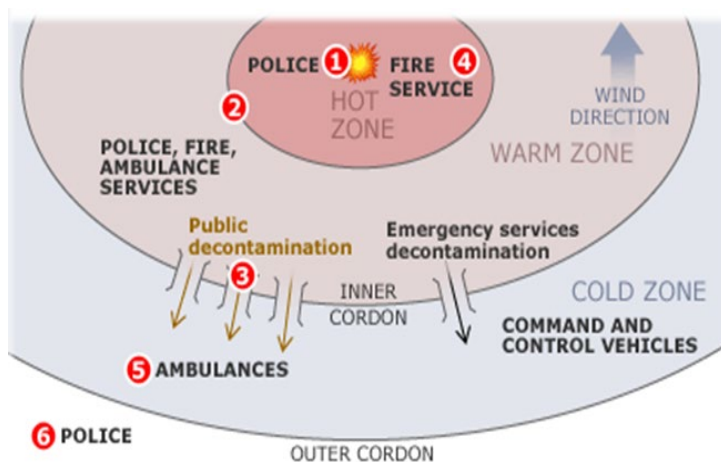 POLICE 1 FIRE 4
SERVICE
HOT
ZONE
2
WIND
DIRECTION
POLICE, FIRE,
AMBULANCE
SERVICES
WARM ZONE
Public
decontamination
3
Emergency services
decontamination
INNER
CORDON
COLD ZONE
COMMAND AND
CONTROL VEHICLES
5 AMBULANCES
6 POLICE
OUTER CORDON